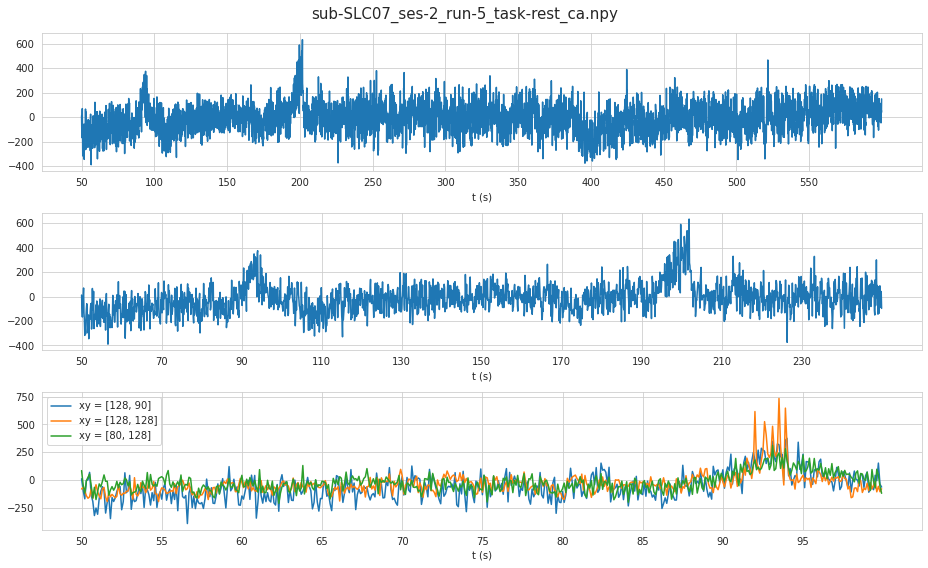 sub-SLC07_ses-2_run-5_task-rest_ca.npy
600
400
200
0
−200
−400
50 100 150 200 250 300 350 400 450 500 550
t (s)
600
400
200
0
−200
−400
50 70 90 110 130 150 170 190 210 230
t (s)
750
500
250
0
−250
xy = [128, 90]
xy = [128, 128]
xy = [80, 128]
50 55 60 65 70 75 80 85 90 95
t (s)